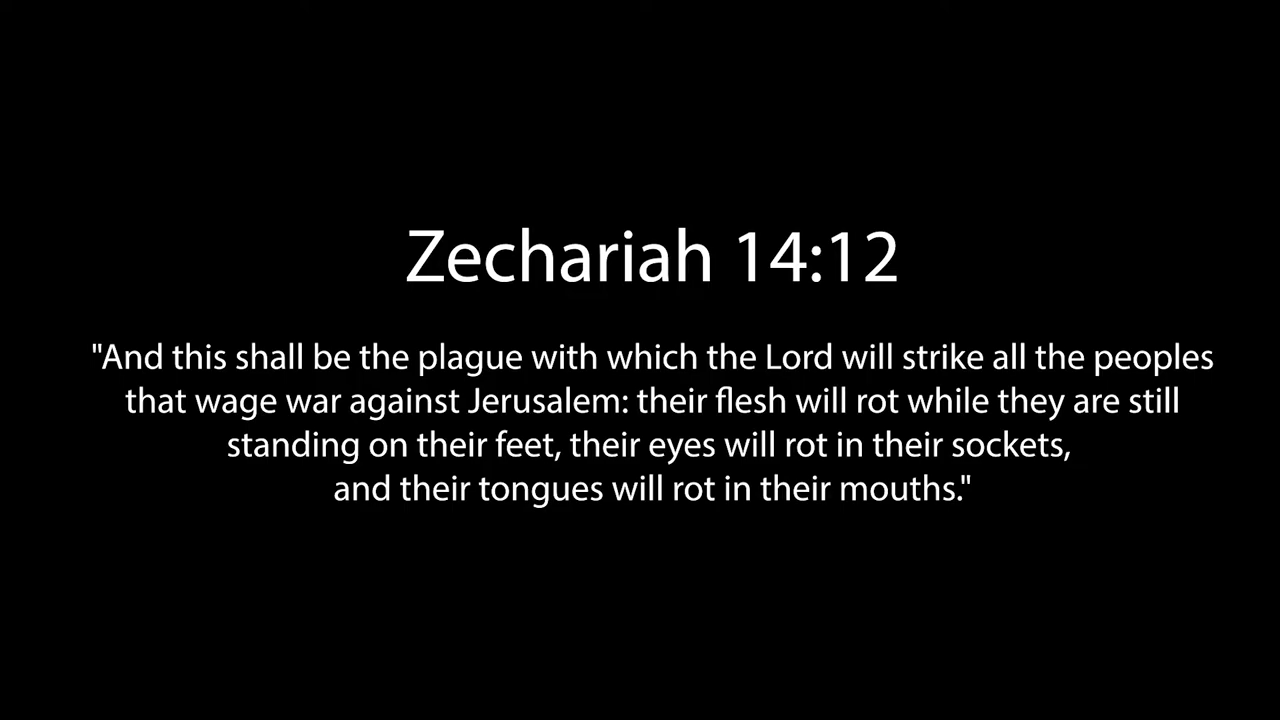 Zechariah 14:12
"And this shall be the plague with which the Lord will strike all the peoples
that wage war against Jerusalem: their flesh will rot while they are still
standing on their feet, their eyes will rot in their sockets,
and their tongues will rot in their mouths."